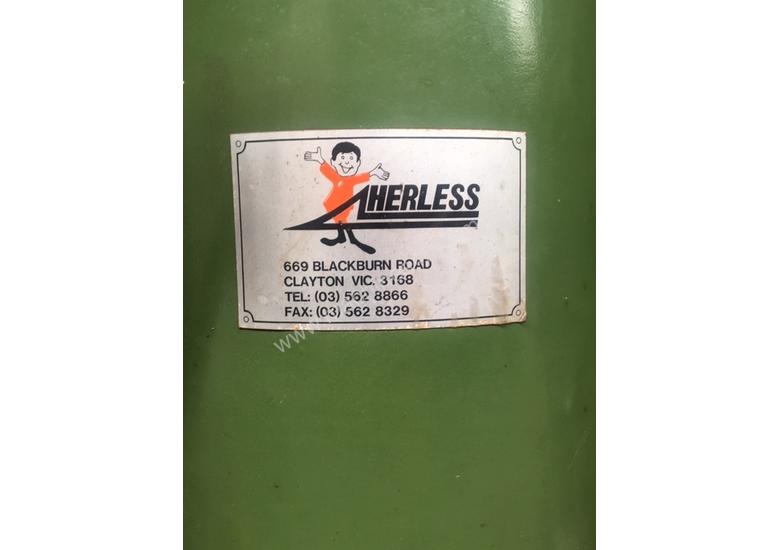 HERLESS
669 BLACKBURN ROAD
CLAYTON VIC. 3168
TEL: (03) 562 8866
FAX: (03) 562 8329